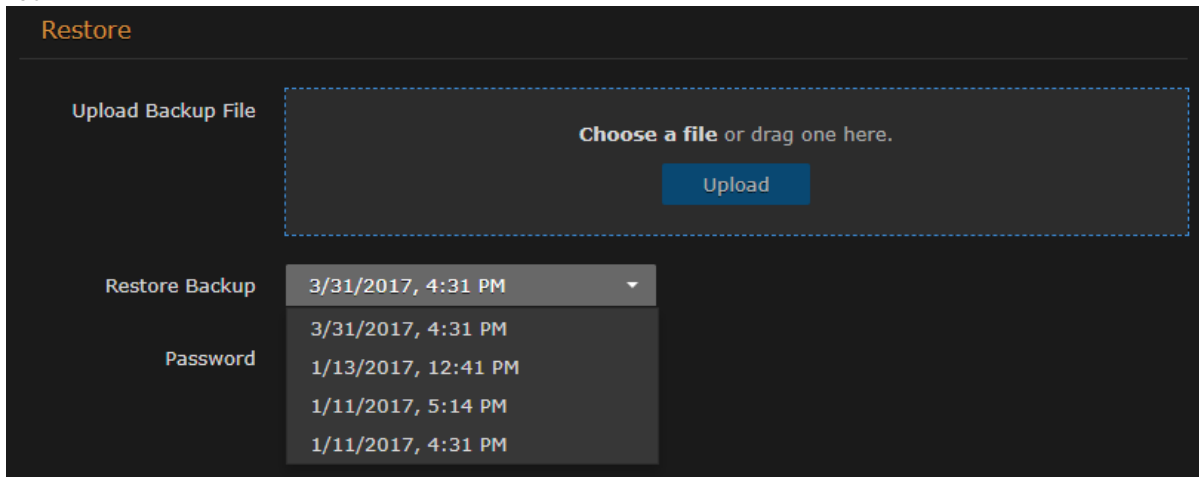 Restore
Upload Backup File
Choose a file or drag one here.
Upload
Restore Backup
3/31/2017, 4:31 PM
3/31/2017, 4:31 PM
Password
1/13/2017, 12:41 PM
1/11/2017, 5:14 PM
1/11/2017, 4:31 PM